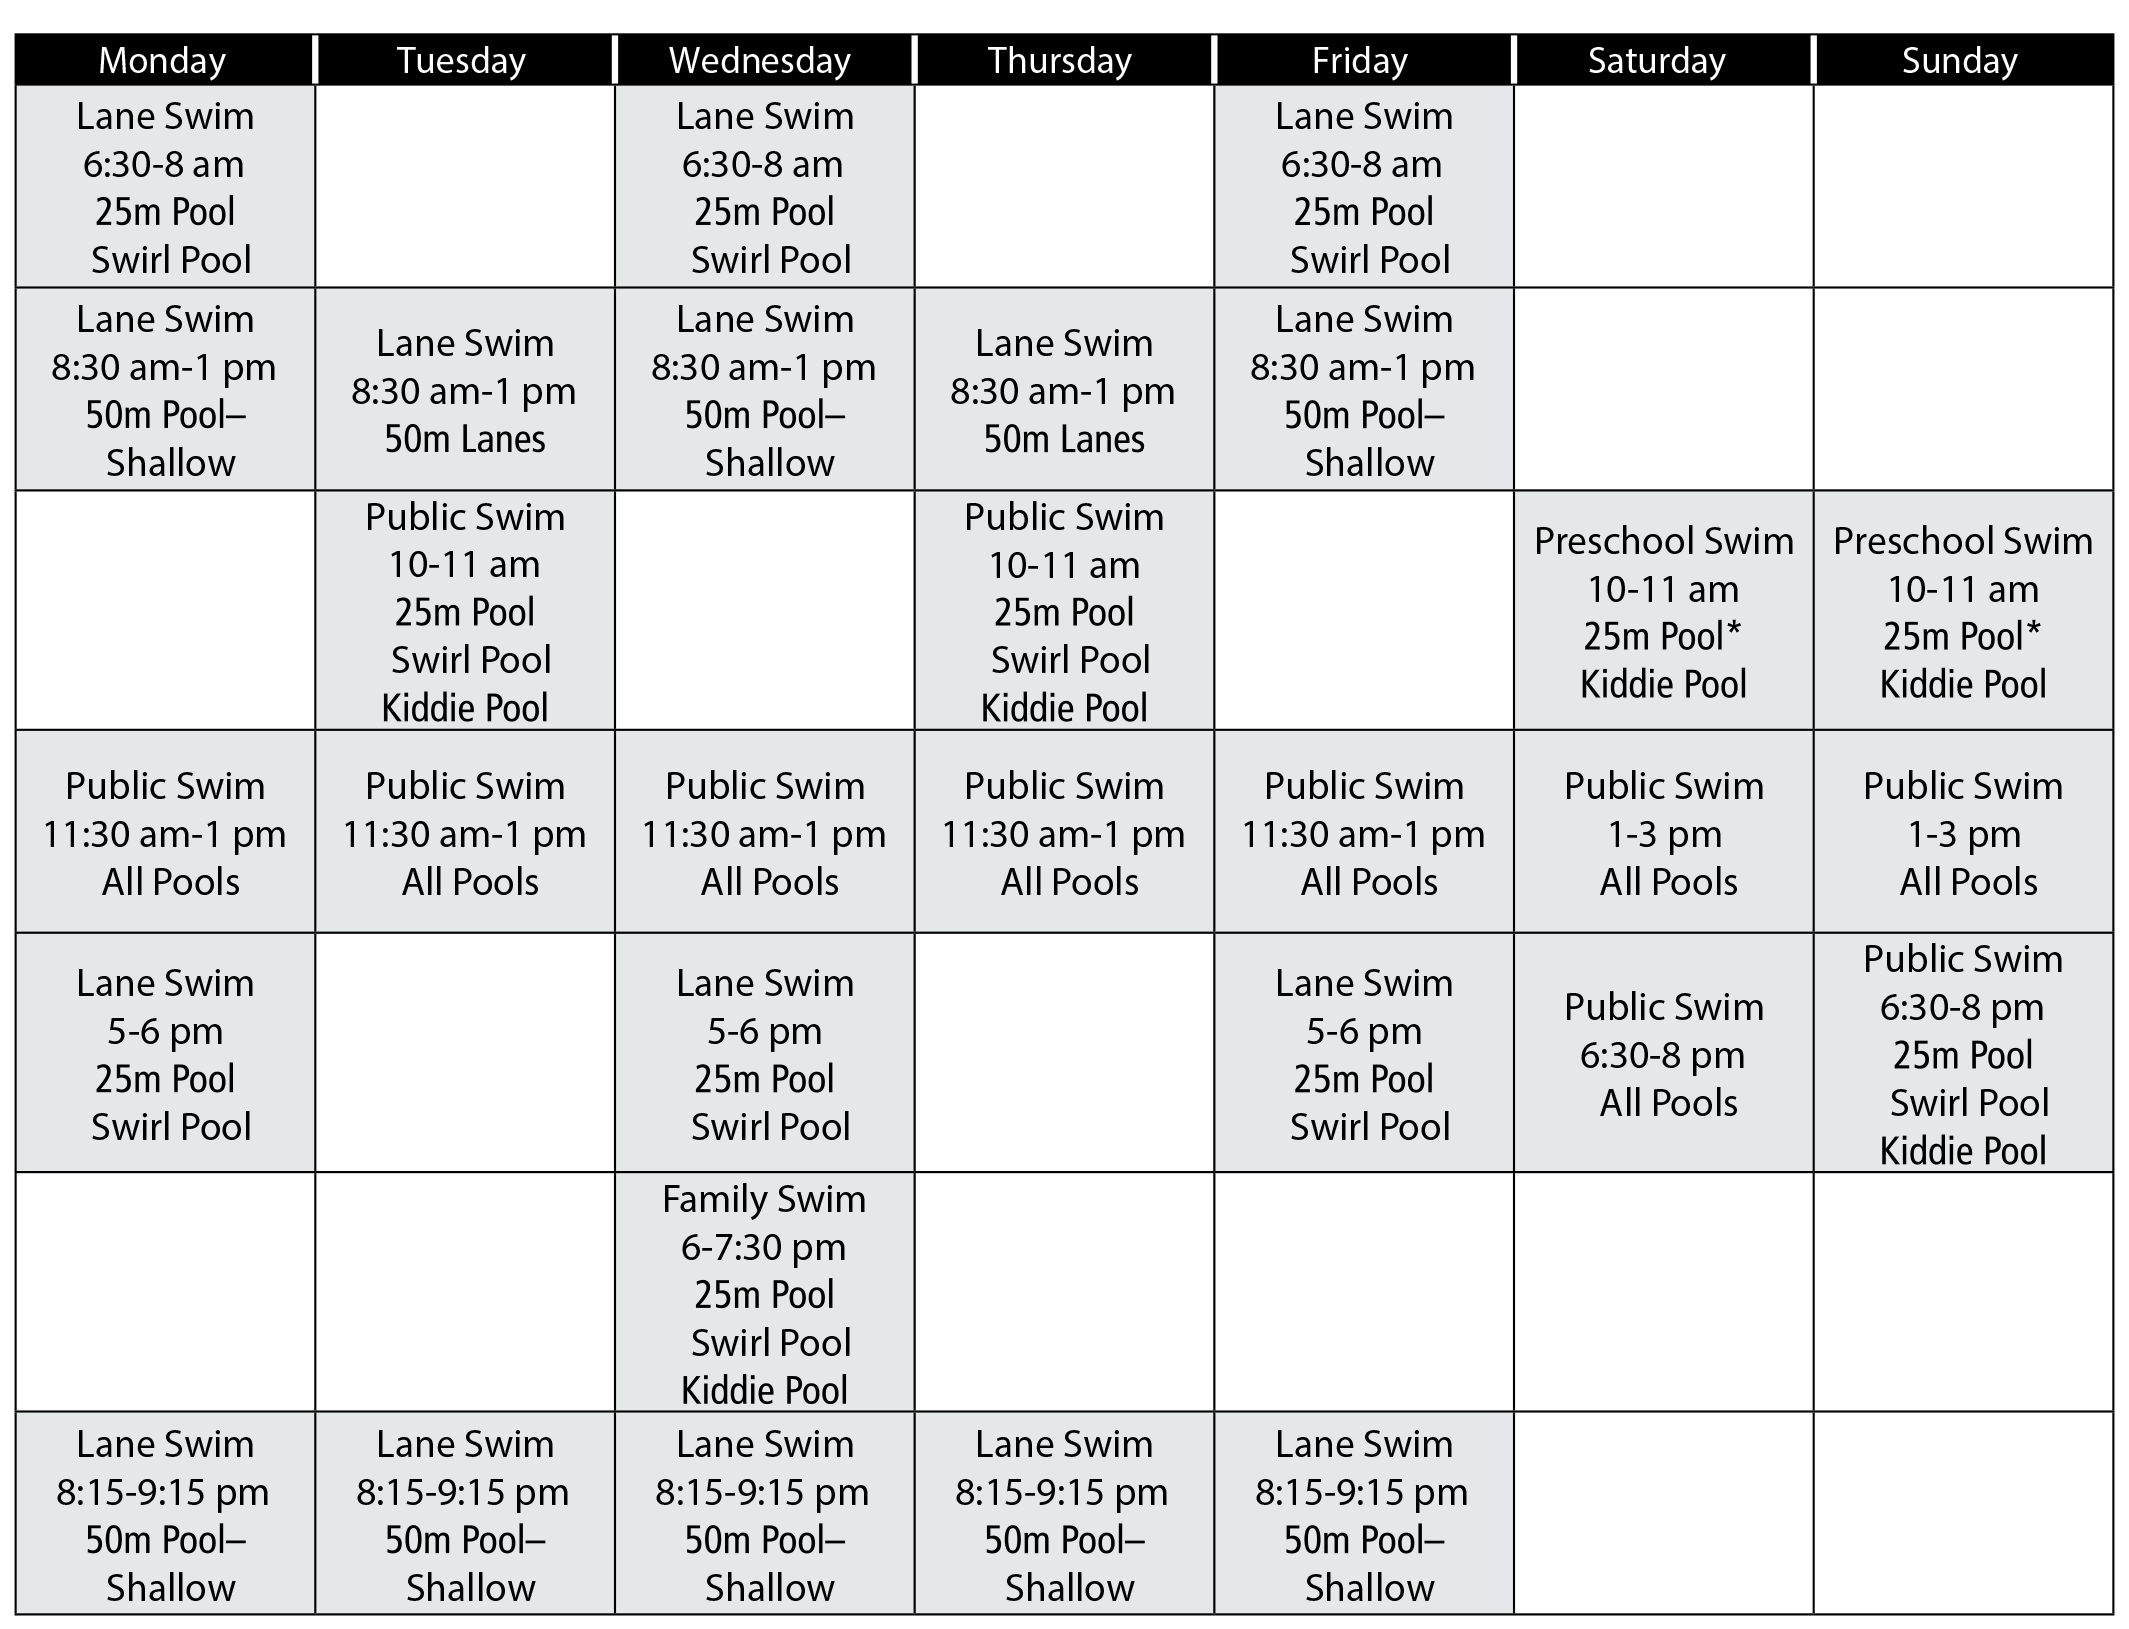 Monday
Tuesday
Wednesday
Thursday
Friday
Saturday
Sunday
Lane Swim
6:30-8 am
25m Pool
Swirl Pool
Lane Swim
6:30-8 am
25m Pool
Swirl Pool
Lane Swim
6:30-8 am
25m Pool
Swirl Pool
Lane Swim
8:30 am-1 pm
50m Pool–
Shallow
Lane Swim
8:30 am-1 pm
50m Lanes
Lane Swim
8:30 am-1 pm
50m Pool–
Shallow
Lane Swim
8:30 am-1 pm
50m Lanes
Lane Swim
8:30 am-1 pm
50m Pool–
Shallow
Public Swim
10-11 am
25m Pool
Swirl Pool
Kiddie Pool
Public Swim
10-11 am
25m Pool
Swirl Pool
Kiddie Pool
Preschool Swim
10-11 am
25m Pool*
Kiddie Pool
Preschool Swim
10-11 am
25m Pool*
Kiddie Pool
Public Swim
11:30 am-1 pm
All Pools
Public Swim
11:30 am-1 pm
All Pools
Public Swim
11:30 am-1 pm
All Pools
Public Swim
11:30 am-1 pm
All Pools
Public Swim
11:30 am-1 pm
All Pools
Public Swim
1-3 pm
All Pools
Public Swim
1-3 pm
All Pools
Lane Swim
5-6 pm
25m Pool
Swirl Pool
Lane Swim
5-6 pm
25m Pool
Swirl Pool
Lane Swim
5-6 pm
25m Pool
Swirl Pool
Public Swim
6:30-8 pm
All Pools
Public Swim
6:30-8 pm
25m Pool
Swirl Pool
Kiddie Pool
Family Swim
6-7:30 pm
25m Pool
Swirl Pool
Kiddie Pool
Lane Swim
8:15-9:15 pm
50m Pool–
Shallow
Lane Swim
8:15-9:15 pm
50m Pool–
Shallow
Lane Swim
8:15-9:15 pm
50m Pool–
Shallow
Lane Swim
8:15-9:15 pm
50m Pool–
Shallow
Lane Swim
8:15-9:15 pm
50m Pool–
Shallow